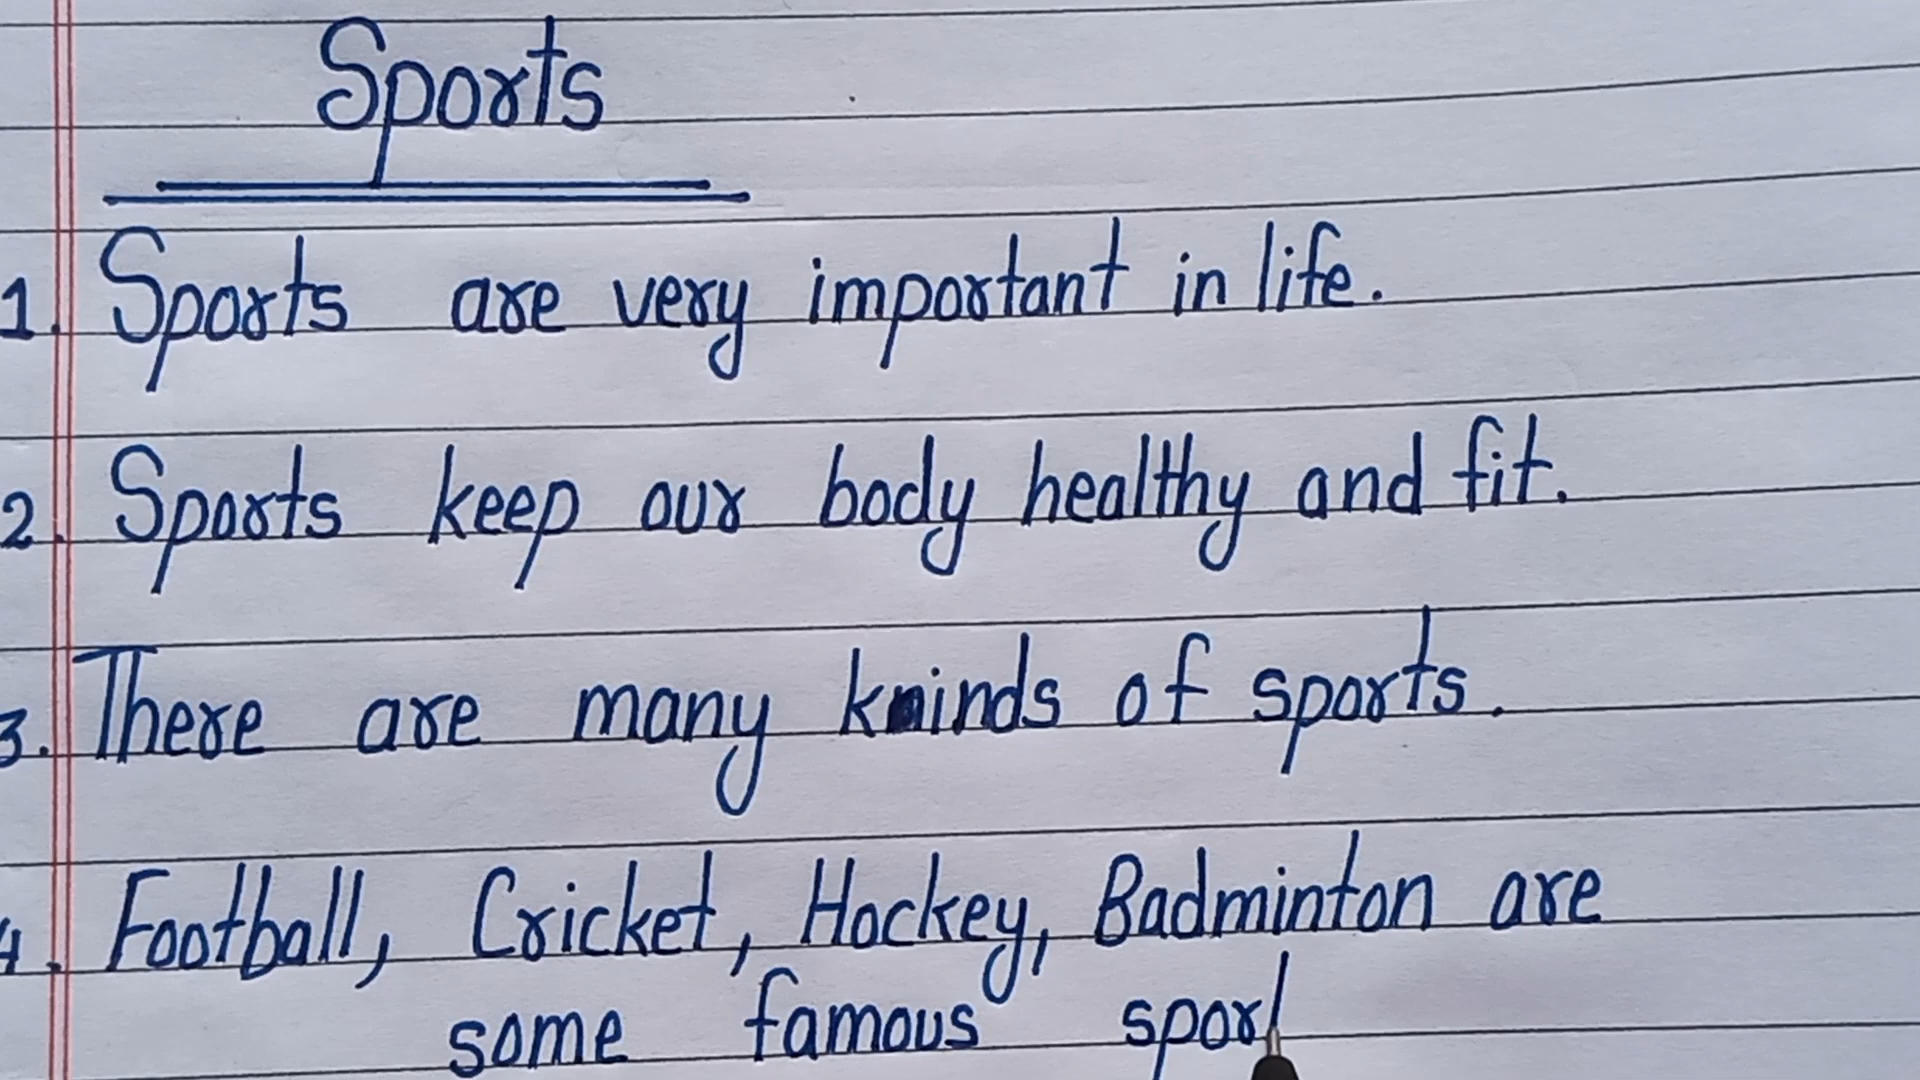 Sports
1. Sports are very important in life.
2. Sports keep our body healthy and fit.
3. There are many kinds of sports.
4. Football, Cricket, Hockey, Badminton are
some famous spor